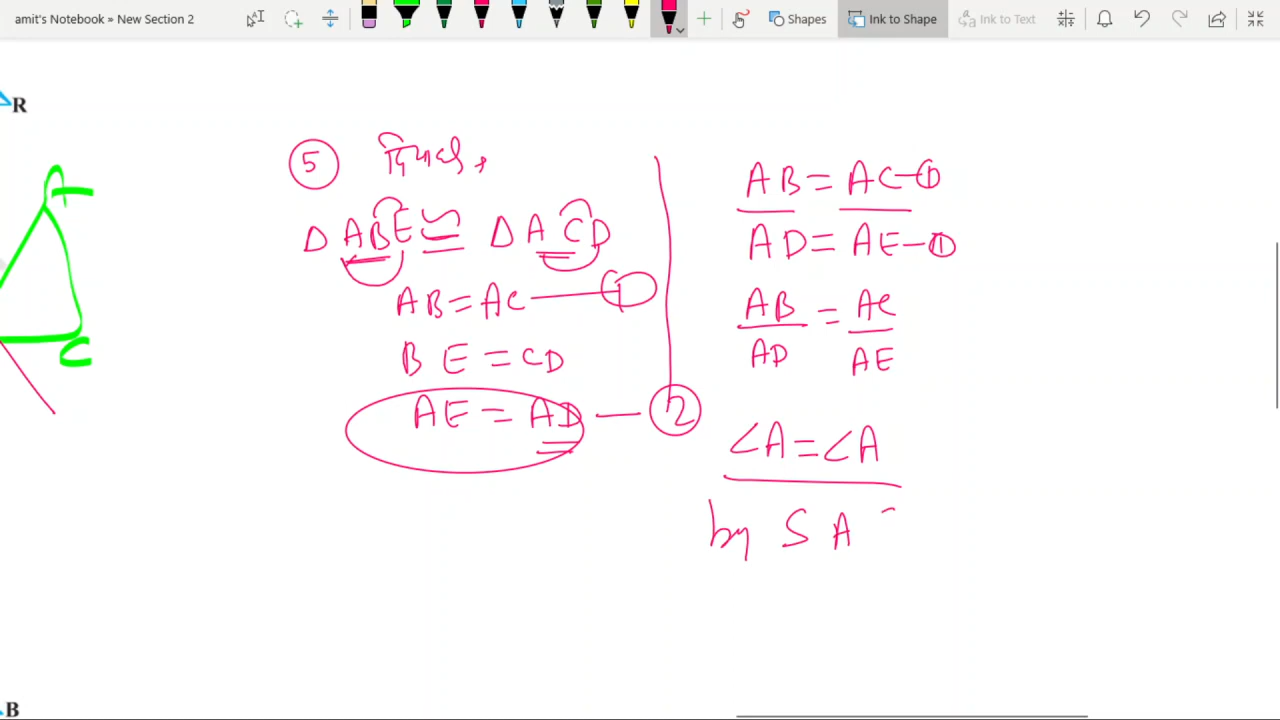 amit's Notebook » New Section 2
Shapes
Ink to Shape
Ink to Text
R
A
C
5
△ ABE ≅ △ ACD
AB = AC — 1
BE = CD
AE = AD — 2
AB = AC — 1
AD = AE — 1
AB/AD = AC/AE
∠A = ∠A
by S A
B